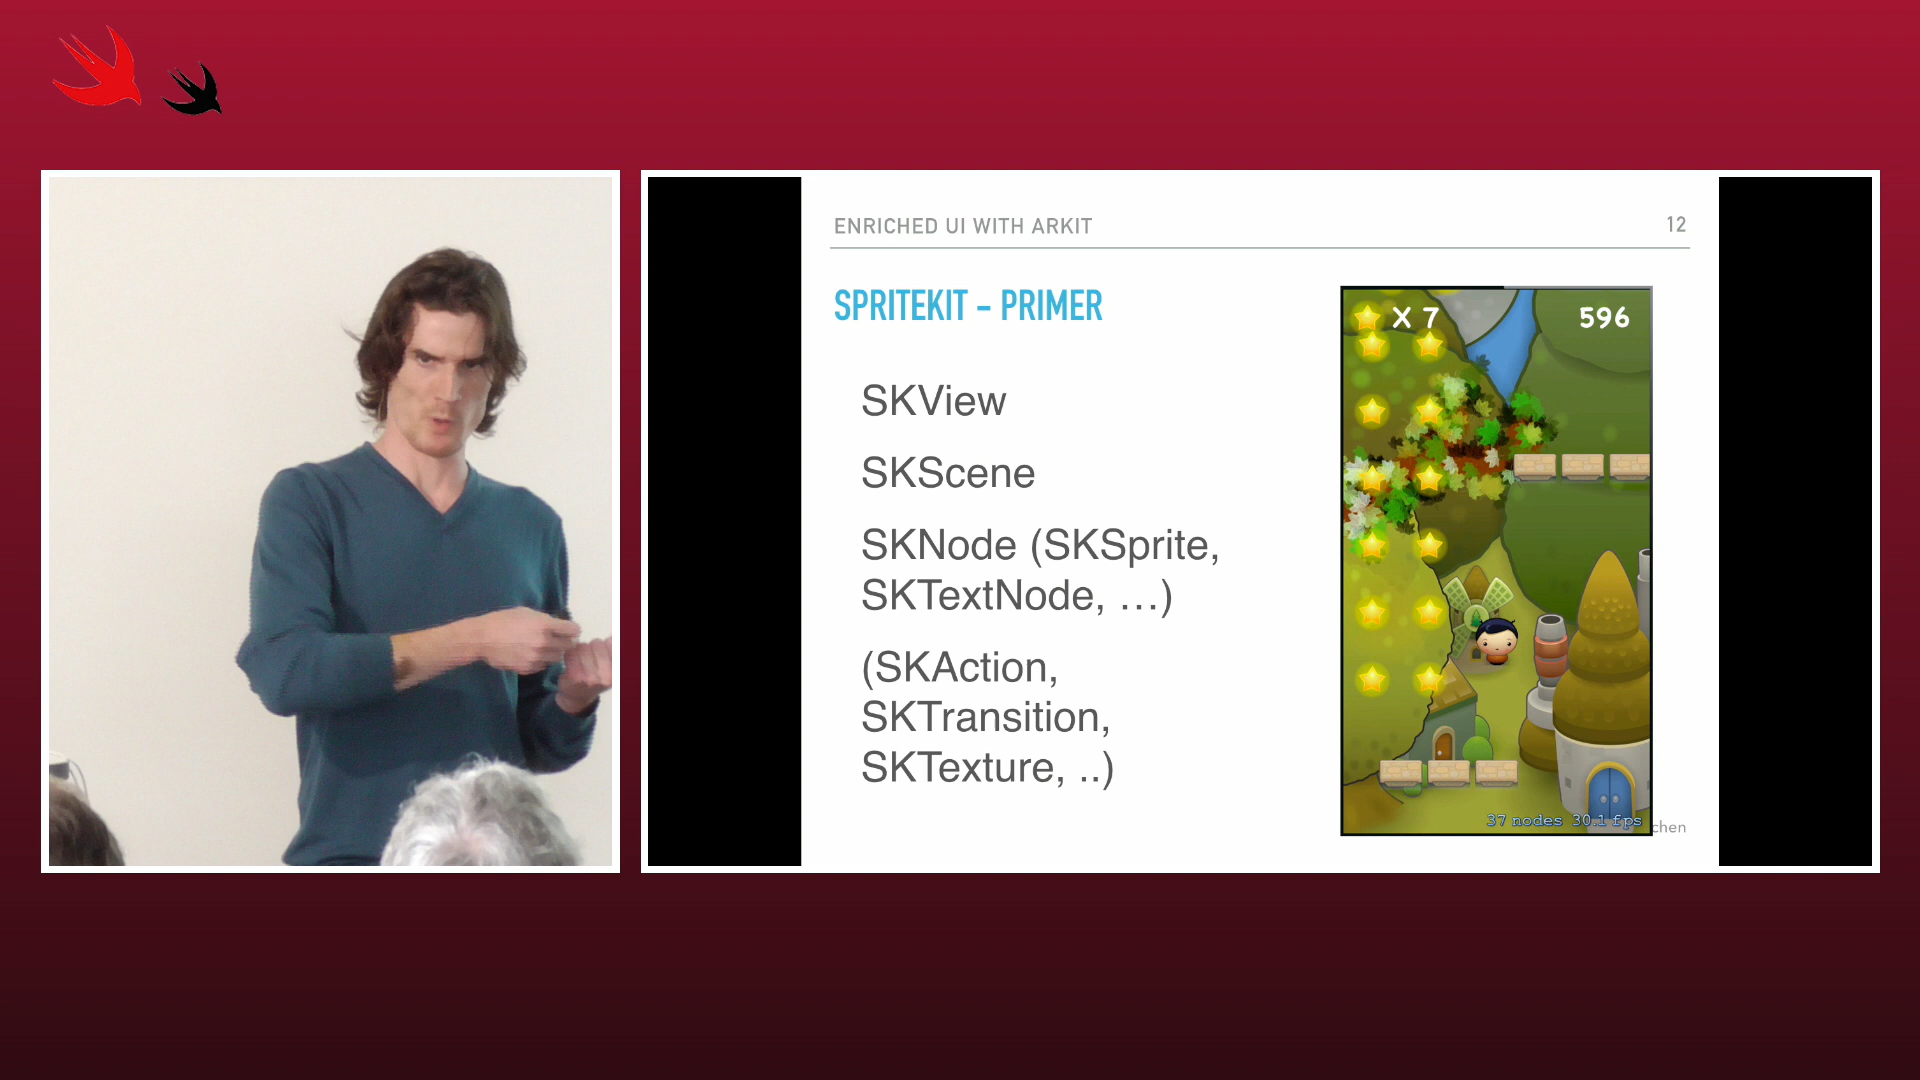 ENRICHED UI WITH ARKIT
12
SPRITEKIT – PRIMER
SKView
SKScene
SKNode (SKSprite,
SKTextNode, …)
(SKAction,
SKTransition,
SKTexture, ..)
X 7
596
37 nodes 30.1 fps
chen